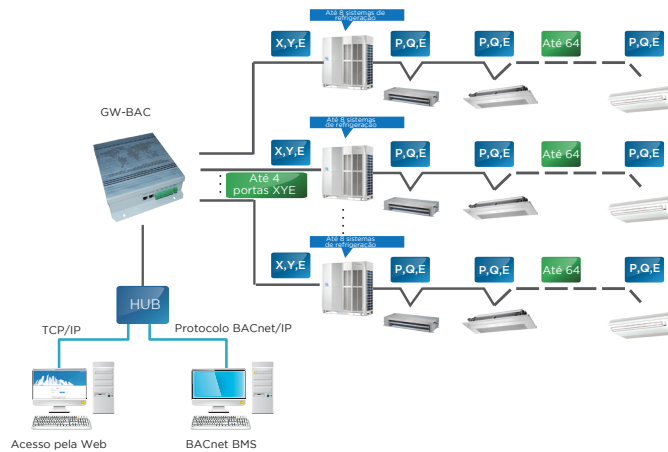 Até 8 sistemas de
refrigeração
X,Y,E
P,Q,E
P,Q,E
Até 64
P,Q,E
GW-BAC
Até 8 sistemas
de refrigeração
X,Y,E
P,Q,E
P,Q,E
Até 64
P,Q,E
Até 4
portas XYE
Até 8 sistemas
de refrigeração
X,Y,E
P,Q,E
P,Q,E
Até 64
P,Q,E
HUB
TCP/IP
Protocolo BACnet/IP
Acesso pela Web
BACnet BMS